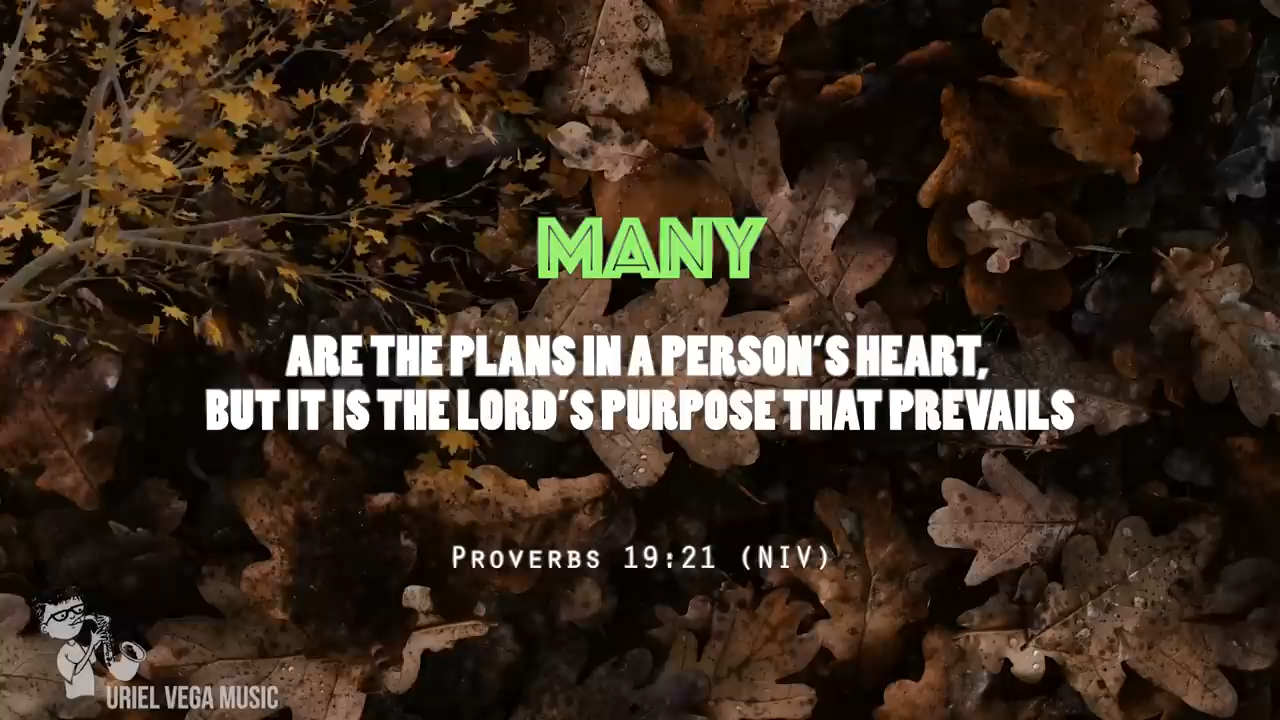 MANY
ARE THE PLANS IN A PERSON'S HEART,
BUT IT IS THE LORD'S PURPOSE THAT PREVAILS
Proverbs 19:21 (NIV)
URIEL VEGA MUSIC